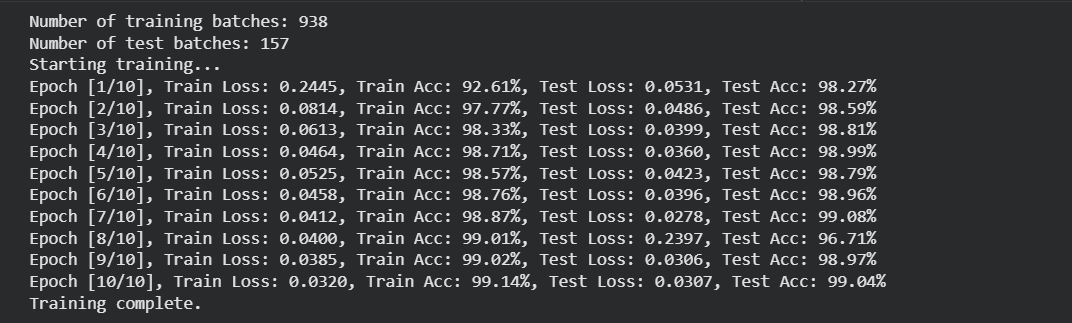 Number of training batches: 938
Number of test batches: 157
Starting training...
Epoch [1/10], Train Loss: 0.2445, Train Acc: 92.61%, Test Loss: 0.0531, Test Acc: 98.27%
Epoch [2/10], Train Loss: 0.0814, Train Acc: 97.77%, Test Loss: 0.0486, Test Acc: 98.59%
Epoch [3/10], Train Loss: 0.0613, Train Acc: 98.33%, Test Loss: 0.0399, Test Acc: 98.81%
Epoch [4/10], Train Loss: 0.0464, Train Acc: 98.71%, Test Loss: 0.0360, Test Acc: 98.99%
Epoch [5/10], Train Loss: 0.0525, Train Acc: 98.57%, Test Loss: 0.0423, Test Acc: 98.79%
Epoch [6/10], Train Loss: 0.0458, Train Acc: 98.76%, Test Loss: 0.0396, Test Acc: 98.96%
Epoch [7/10], Train Loss: 0.0412, Train Acc: 98.87%, Test Loss: 0.0278, Test Acc: 99.08%
Epoch [8/10], Train Loss: 0.0400, Train Acc: 99.01%, Test Loss: 0.2397, Test Acc: 96.71%
Epoch [9/10], Train Loss: 0.0385, Train Acc: 99.02%, Test Loss: 0.0306, Test Acc: 98.97%
Epoch [10/10], Train Loss: 0.0320, Train Acc: 99.14%, Test Loss: 0.0307, Test Acc: 99.04%
Training complete.